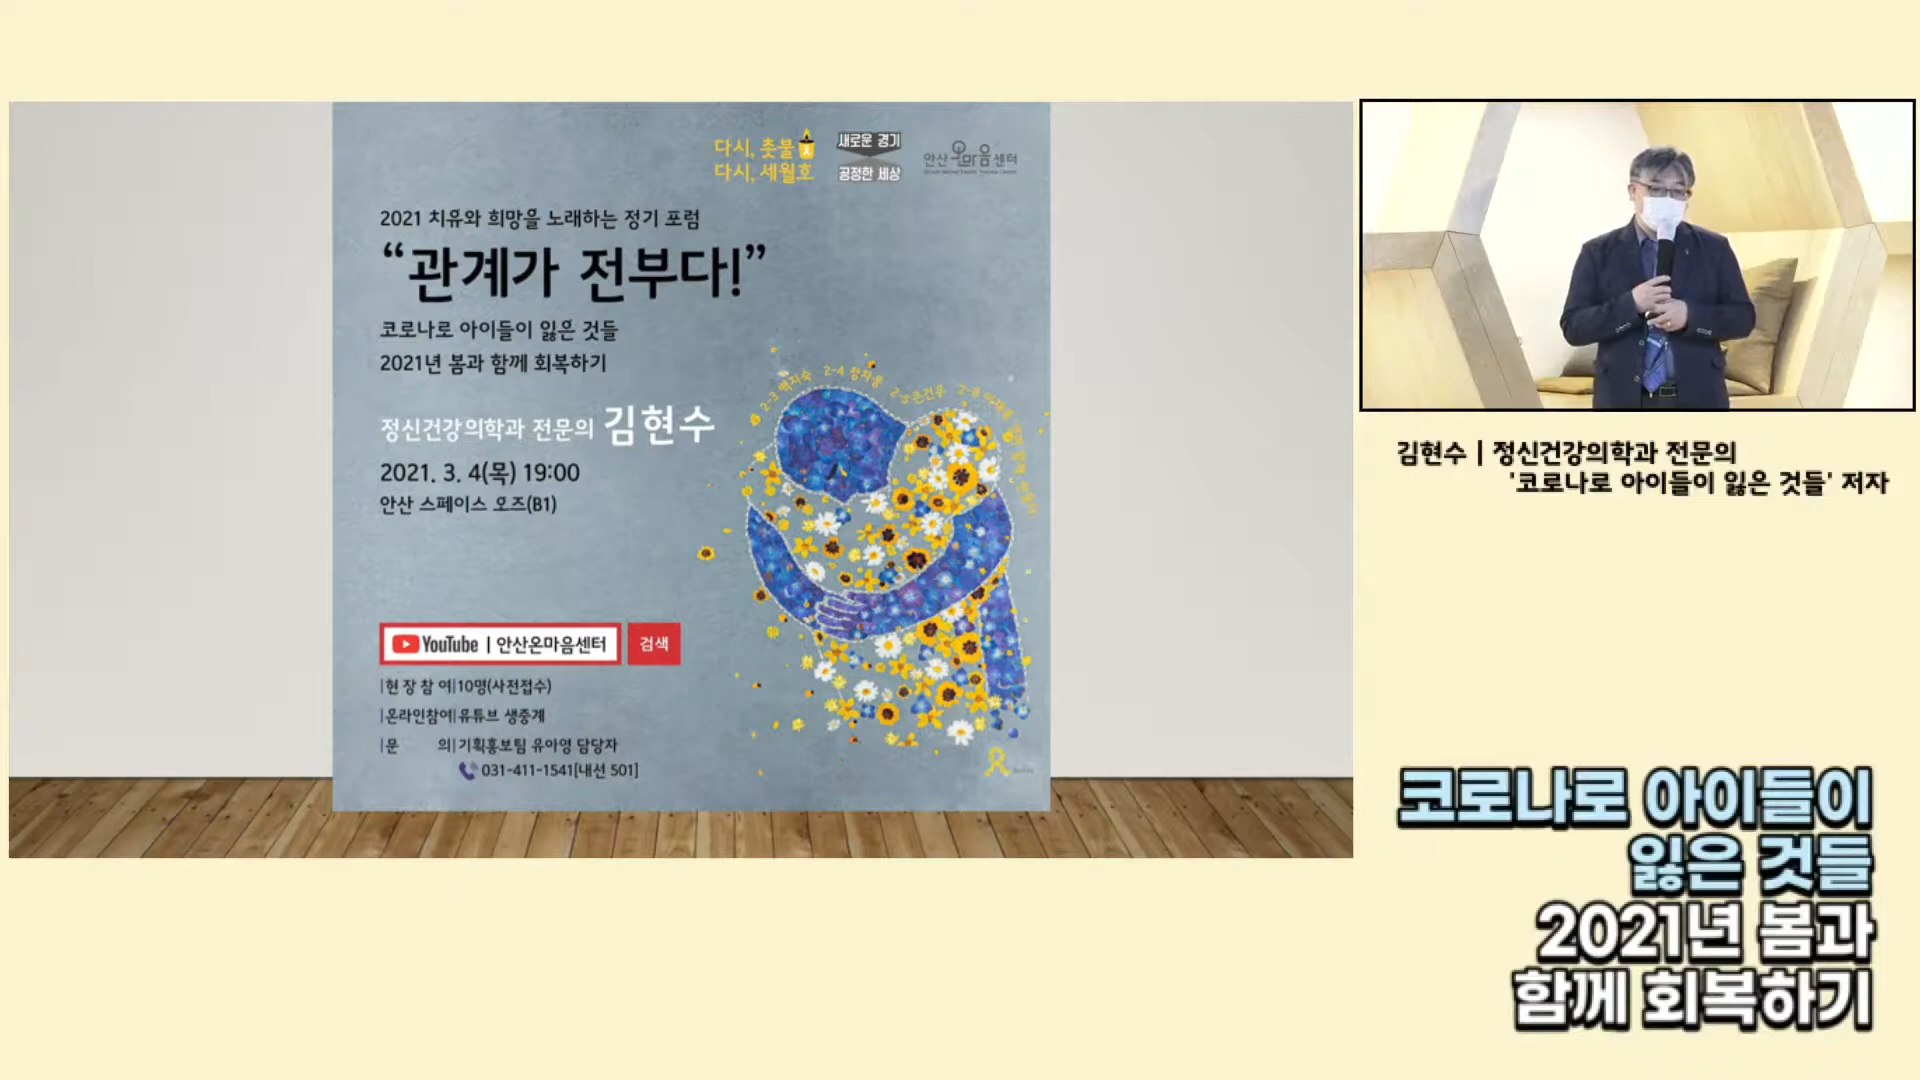 다시, 촛불
다시, 세월호
새로운 경기
공정한 세상
안산온마음센터
2021 치유와 희망을 노래하는 정기 포럼
“관계가 전부다!”
코로나로 아이들이 잃은 것들
2021년 봄과 함께 회복하기
정신건강의학과 전문의 김현수
2021. 3. 4(목) 19:00
안산 스페이스 오즈(B1)
YouTube | 안산온마음센터 검색
|현 장 참 여|10명(사전접수)
|온라인참여|유튜브 생중계
|문 의|기획홍보팀 유아영 담당자
031-411-1541[내선 501]
2-4
김현수 | 정신건강의학과 전문의
'코로나로 아이들이 잃은 것들' 저자
코로나로 아이들이
잃은 것들
2021년 봄과
함께 회복하기